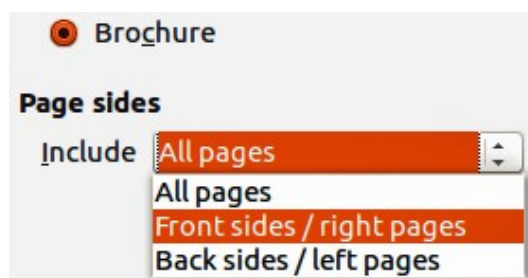 Brochure
Page sides
Include All pages
All pages
Front sides / right pages
Back sides / left pages